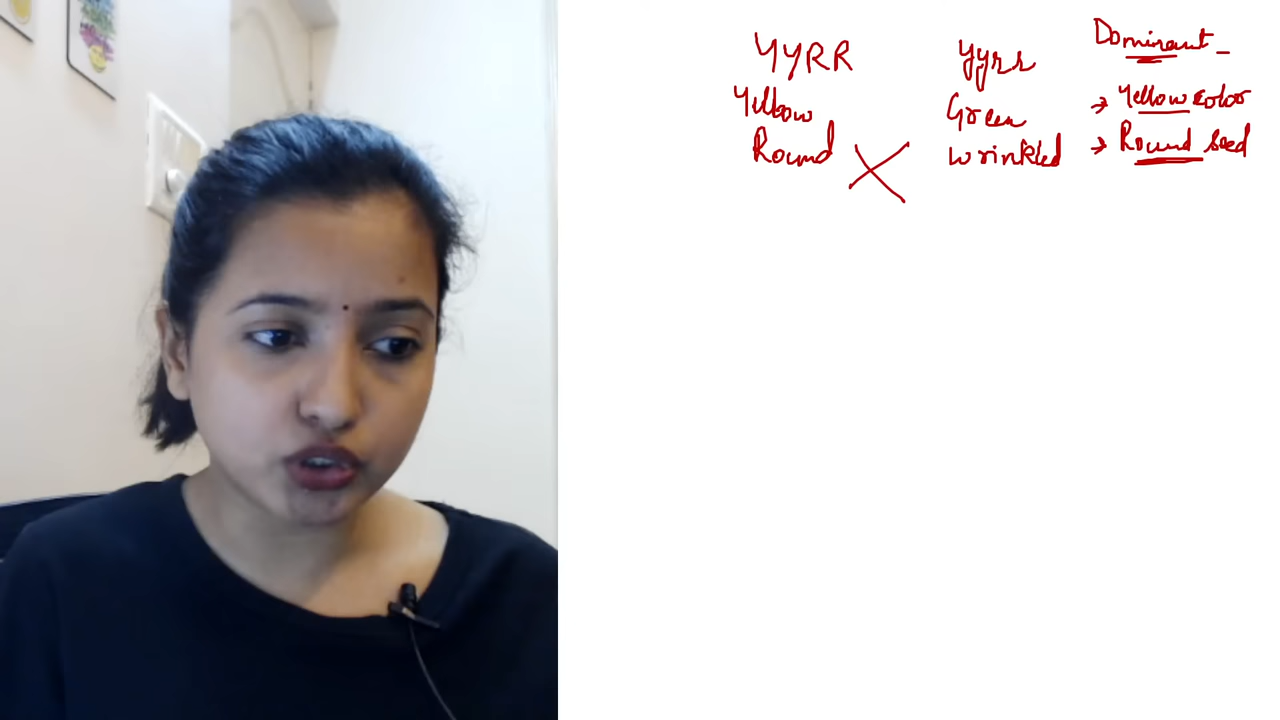 YYRR
Yellow
Round
yyrr
Green
wrinkled
Dominant -
→ Yellow color
→ Round seed